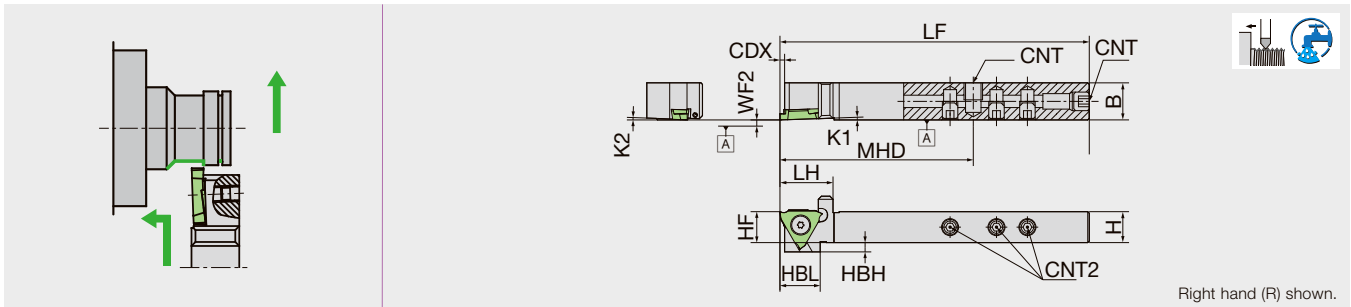 LF
CDX
CNT
CNT
WF2
B
K2
A
K1
A
MHD
LH
HF
H
HBL
HBH
CNT2
Right hand (R) shown.